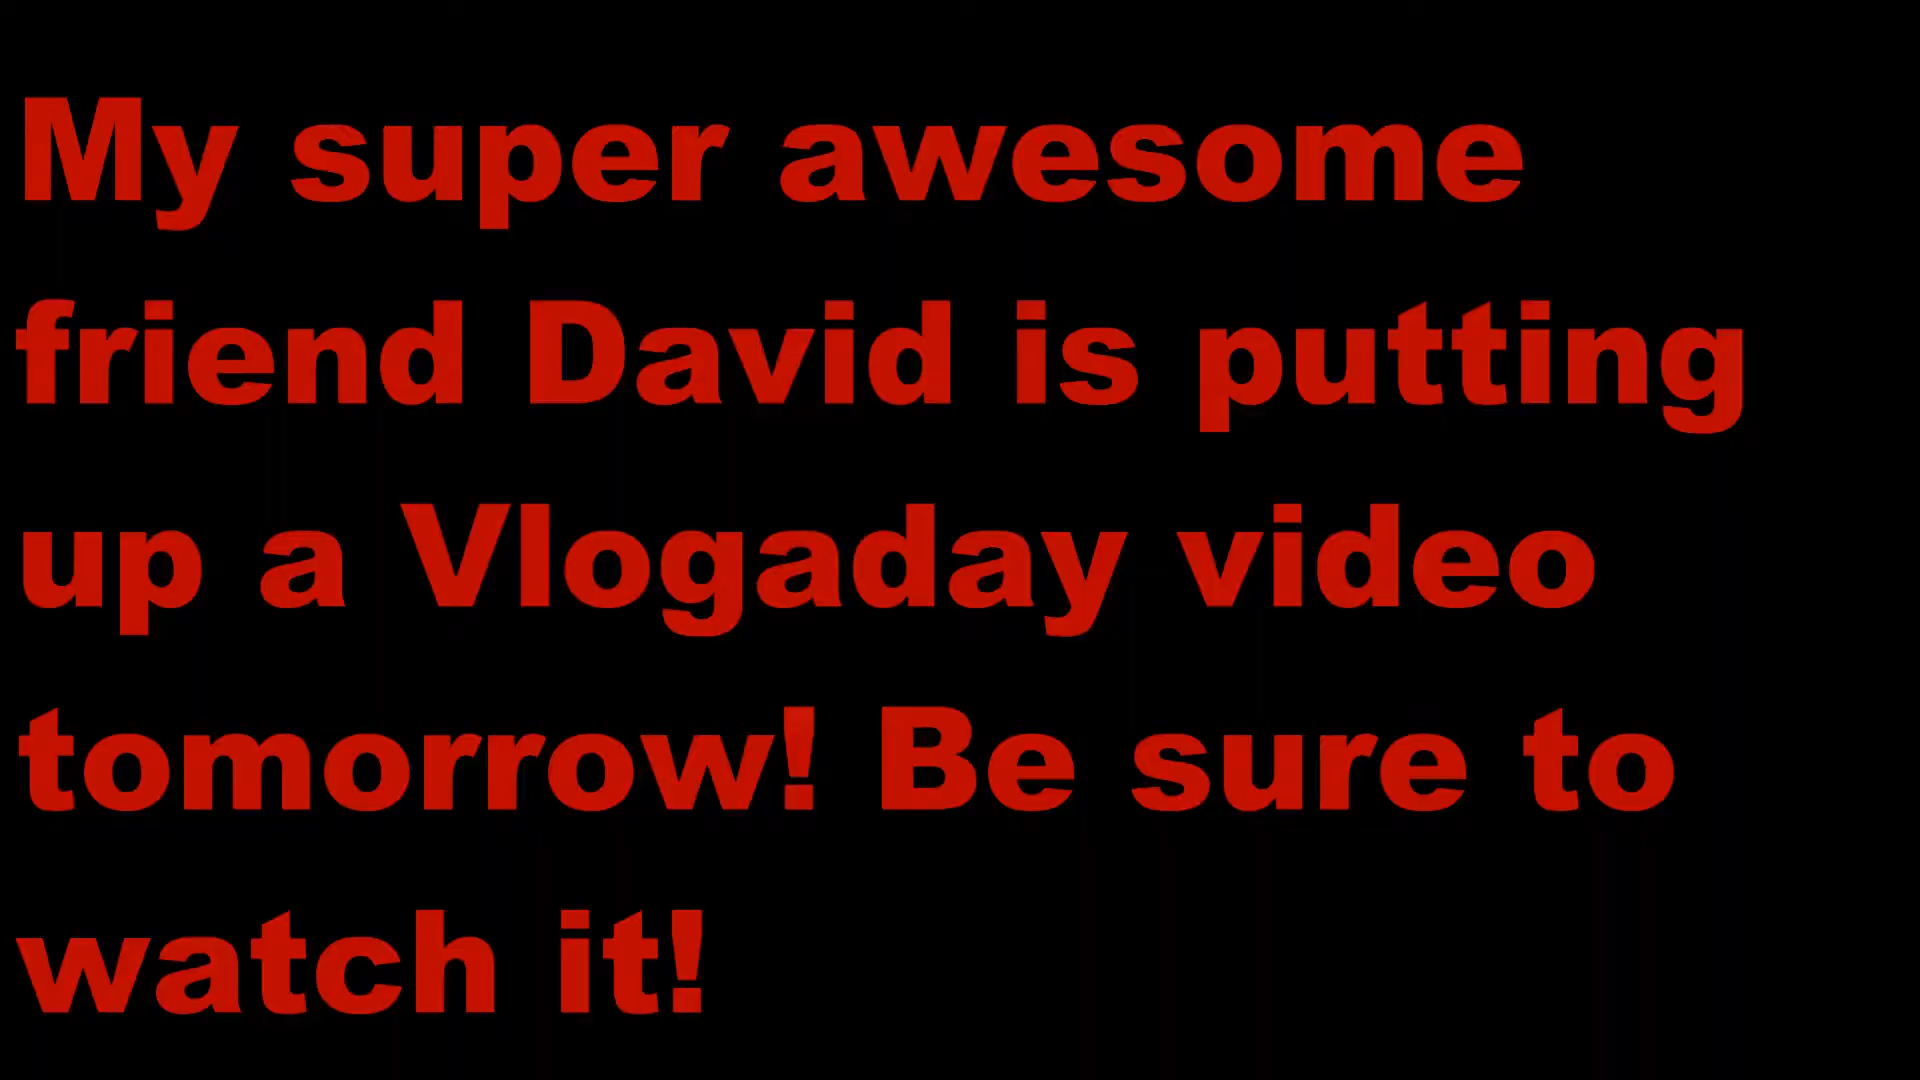 My super awesome
friend David is putting
up a Vlogaday video
tomorrow! Be sure to
watch it!